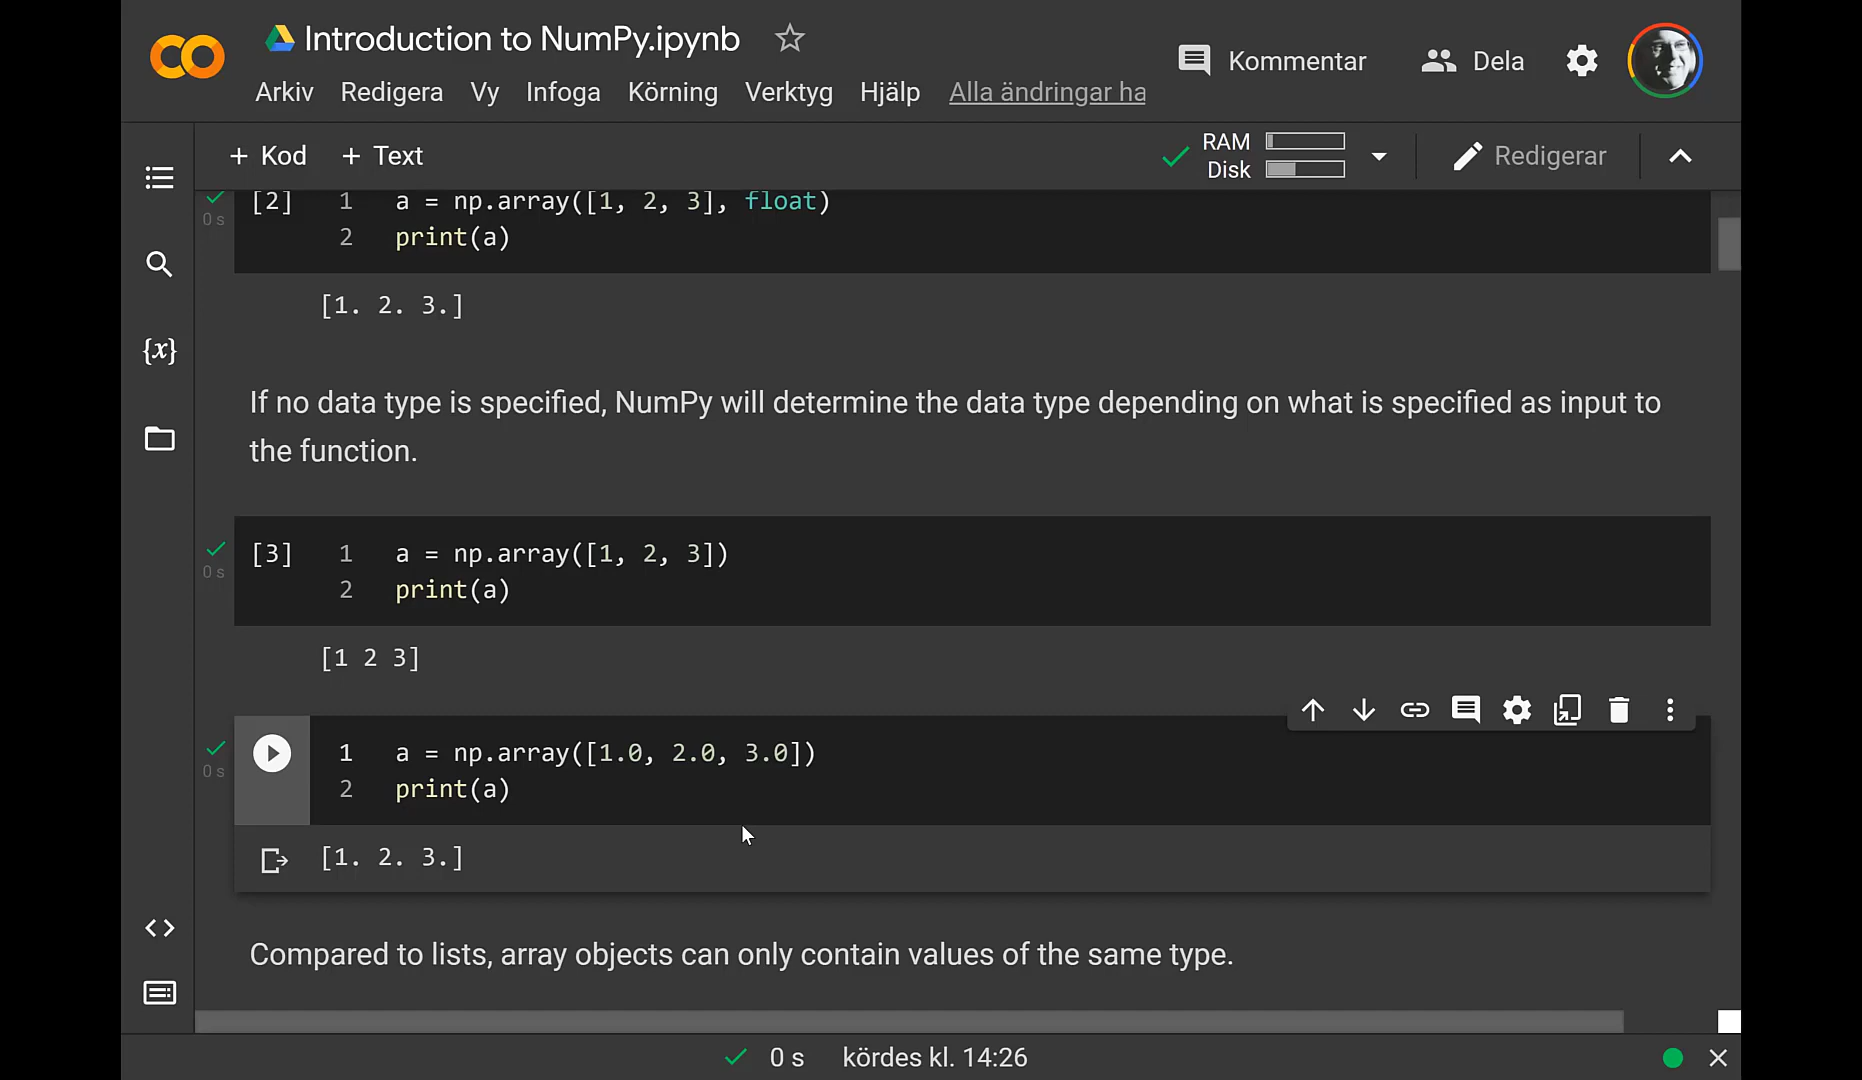 Introduction to NumPy.ipynb
Kommentar
Dela
Arkiv Redigera Vy Infoga Körning Verktyg Hjälp Alla ändringar ha
+ Kod + Text
RAM
Disk
Redigerar
0 s
[2] 1 a = np.array([1, 2, 3], float)
2 print(a)
[1. 2. 3.]
{x}
If no data type is specified, NumPy will determine the data type depending on what is specified as input to
the function.
[3] 1 a = np.array([1, 2, 3])
0 s 2 print(a)
[1 2 3]
1 a = np.array([1.0, 2.0, 3.0])
0 s 2 print(a)
[1. 2. 3.]
Compared to lists, array objects can only contain values of the same type.
0 s kördes kl. 14:26